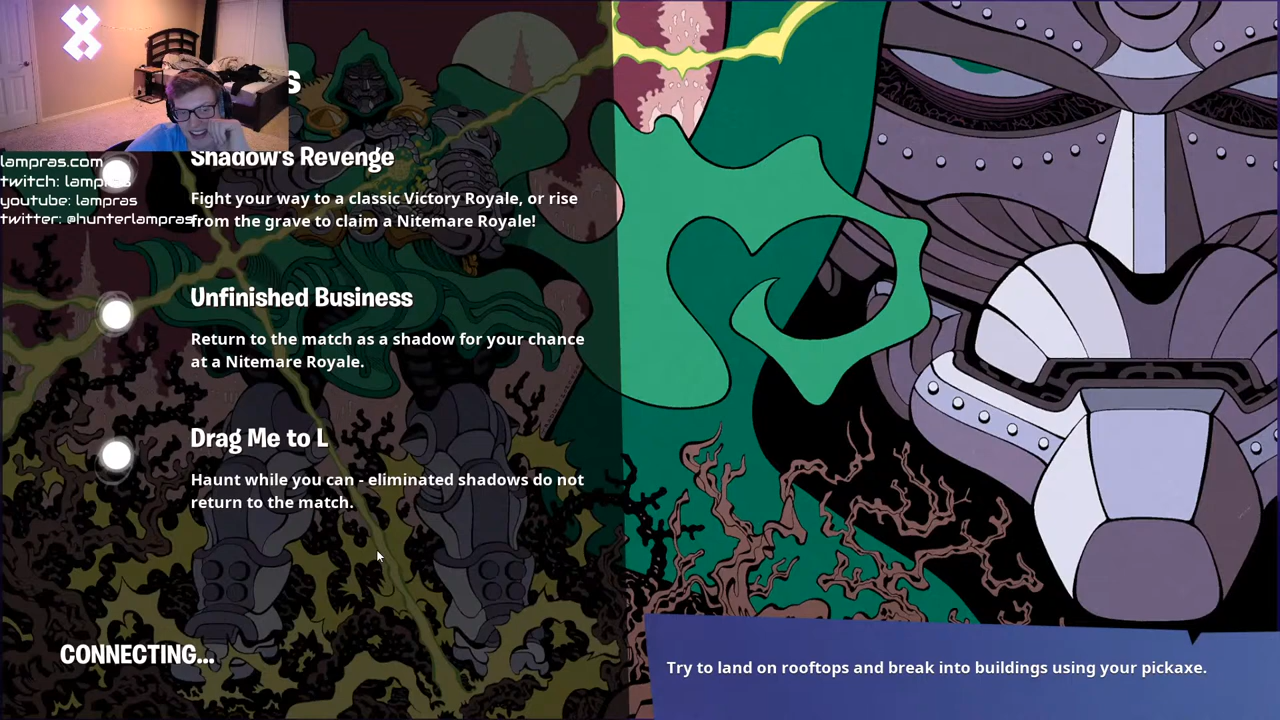 s
lampras.com
twitch: lampras
youtube: lampras
twitter: @hunterlampras
Shadow's Revenge
Fight your way to a classic Victory Royale, or rise
from the grave to claim a Nitemare Royale!
Unfinished Business
Return to the match as a shadow for your chance
at a Nitemare Royale.
Drag Me to L
Haunt while you can - eliminated shadows do not
return to the match.
CONNECTING...
Try to land on rooftops and break into buildings using your pickaxe.